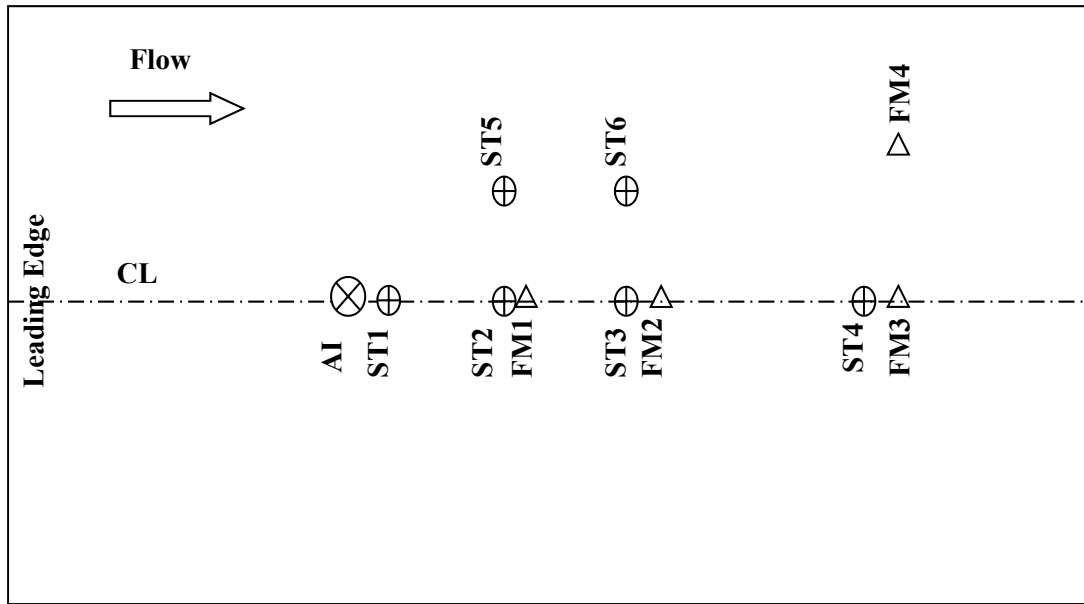 Flow
ST5
ST6
FM4
Leading Edge
CL
AI
ST1
ST2
FM1
ST3
FM2
ST4
FM3